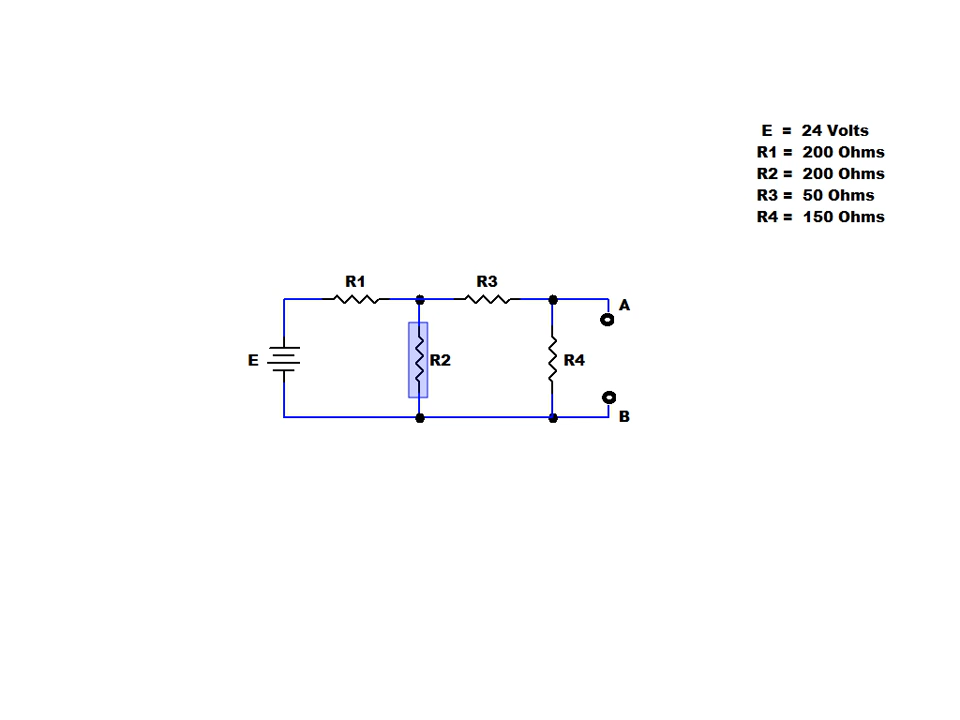 E = 24 Volts
R1 = 200 Ohms
R2 = 200 Ohms
R3 = 50 Ohms
R4 = 150 Ohms
R1
R3
A
E
R2
R4
B